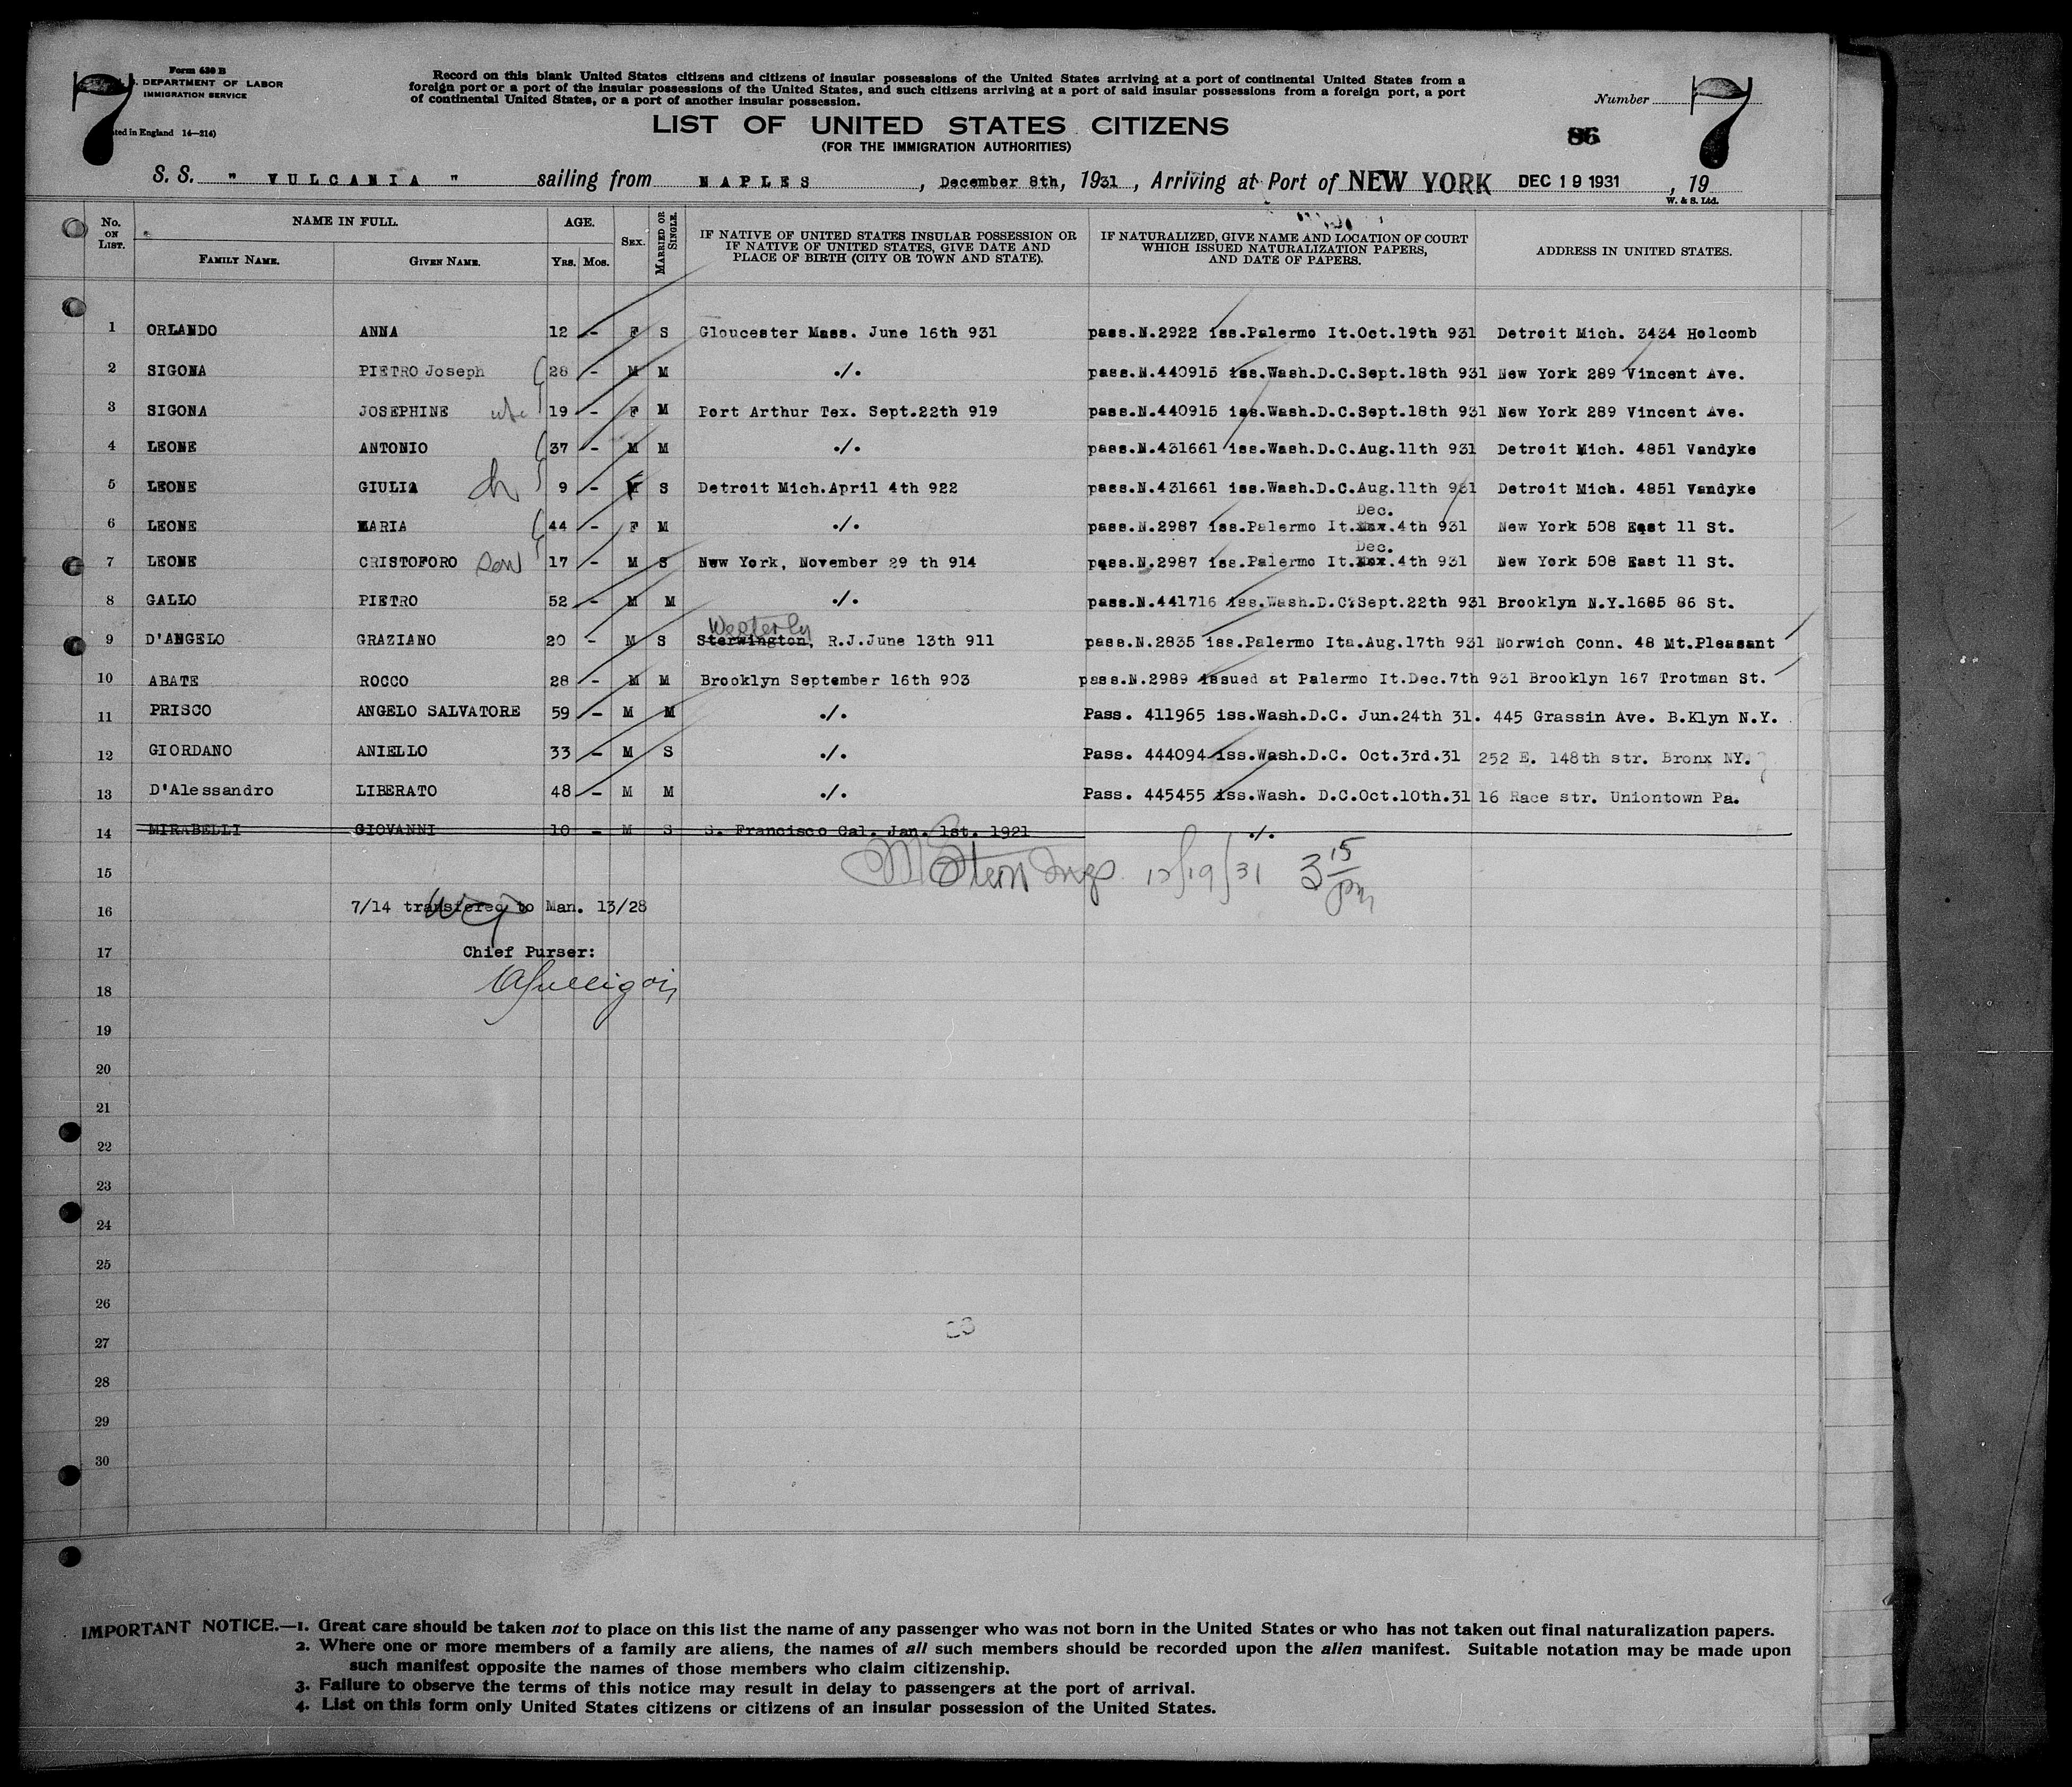 7
Form 630 B
DEPARTMENT OF LABOR
IMMIGRATION SERVICE
ted in England 14—214)
Record on this blank United States citizens and citizens of insular possessions of the United States arriving at a port of continental United States from a
foreign port or a port of the insular possessions of the United States, and such citizens arriving at a port of said insular possessions from a foreign port, a port
of continental United States, or a port of another insular possession.
Number 7
LIST OF UNITED STATES CITIZENS
(FOR THE IMMIGRATION AUTHORITIES)
86
S. S. " VULCANIA " sailing from NAPLES, December 8th, 1931, Arriving at Port of NEW YORK DEC 19 1931, 19
W. & S. Ltd.
No. ON LIST. NAME IN FULL. AGE. SEX. MARRIED OR SINGLE. IF NATIVE OF UNITED STATES INSULAR POSSESSION OR IF NATIVE OF UNITED STATES, GIVE DATE AND PLACE OF BIRTH (CITY OR TOWN AND STATE). IF NATURALIZED, GIVE NAME AND LOCATION OF COURT WHICH ISSUED NATURALIZATION PAPERS, AND DATE OF PAPERS. ADDRESS IN UNITED STATES.
FAMILY NAME. GIVEN NAME. YRS. MOS.
1 ORLANDO ANNA 12 - F S Gloucester Mass. June 16th 931 pass.N.2922 iss.Palermo It.Oct.19th 931 Detroit Mich. 3434 Holcomb
2 SIGONA PIETRO Joseph 28 - M M ./. pass.N.440915 iss.Wash.D.C.Sept.18th 931 New York 289 Vincent Ave.
3 SIGONA JOSEPHINE wfe 19 - F M Port Arthur Tex. Sept.22th 919 pass.N.440915 iss.Wash.D.C.Sept.18th 931 New York 289 Vincent Ave.
4 LEONE ANTONIO 37 - M M ./. pass.N.431661 iss.Wash.D.C.Aug.11th 931 Detroit Mich. 4851 Vandyke
5 LEONE GIULIA ch 9 - F S Detroit Mich.April 4th 922 pass.N.431661 iss.Wash.D.C.Aug.11th 931 Detroit Mich. 4851 Vandyke
6 LEONE MARIA 44 - F M ./. pass.N.2987 iss.Palermo It. Dec. 4th 931 New York 508 East 11 St.
7 LEONE CRISTOFORO Son 17 - M S New York, November 29 th 914 pass.N.2987 iss.Palermo It. Dec. 4th 931 New York 508 East 11 St.
8 GALLO PIETRO 52 - M M ./. pass.N.441716 iss.Wash.D.C.Sept.22th 931 Brooklyn N.Y.1685 86 St.
Westerly
9 D'ANGELO GRAZIANO 20 - M S Sterwington, R.J.June 13th 911 pass.N.2835 iss.Palermo Ita.Aug.17th 931 Norwich Conn. 48 Mt.Pleasant
10 ABATE ROCCO 28 - M M Brooklyn September 16th 903 pass.N.2989 issued at Palermo It.Dec.7th 931 Brooklyn 167 Trotman St.
11 PRISCO ANGELO SALVATORE 59 - M M ./. Pass. 411965 iss.Wash.D.C. Jun.24th 31. 445 Grassin Ave. B.Klyn N.Y.
12 GIORDANO ANIELLO 33 - M S ./. Pass. 444094 iss.Wash.D.C. Oct.3rd.31 252 E. 148th str. Bronx NY.
13 D'Alessandro LIBERATO 48 - M M ./. Pass. 445455 iss.Wash. D.C.Oct.10th.31 16 Race str. Uniontown Pa.
14 MIRABELLI GIOVANNI 10 - M S S. Francisco Cal. Jan. 1st. 1921 ./.
15 Stern Insp 12/19/31 3 15 pm
16 7/14 transfered to Man. 13/28
17 Chief Purser:
18
19
20
21
22
23
24
25
26
27
28
29
30
IMPORTANT NOTICE.—1. Great care should be taken not to place on this list the name of any passenger who was not born in the United States or who has not taken out final naturalization papers.
2. Where one or more members of a family are aliens, the names of all such members should be recorded upon the alien manifest. Suitable notation may be made upon
such manifest opposite the names of those members who claim citizenship.
3. Failure to observe the terms of this notice may result in delay to passengers at the port of arrival.
4. List on this form only United States citizens or citizens of an insular possession of the United States.